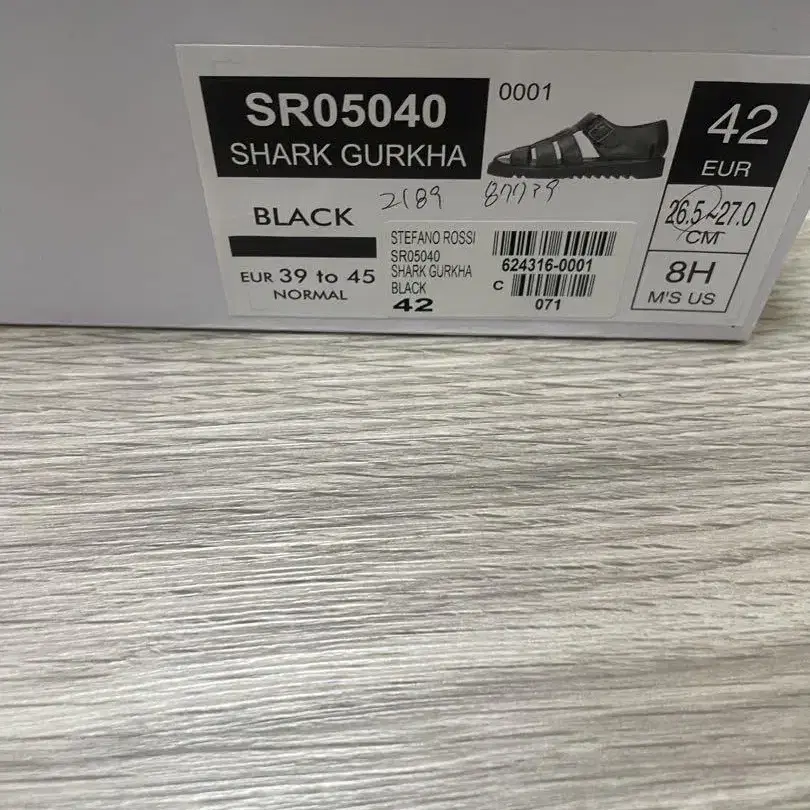 SR05040
SHARK GURKHA
0001
42
EUR
26.5~27.0
CM
8H
M'S US
2189
BLACK
EUR 39 to 45
NORMAL
STEFANO ROSSI
SR05040
SHARK GURKHA
BLACK
42
624316-0001
C
071